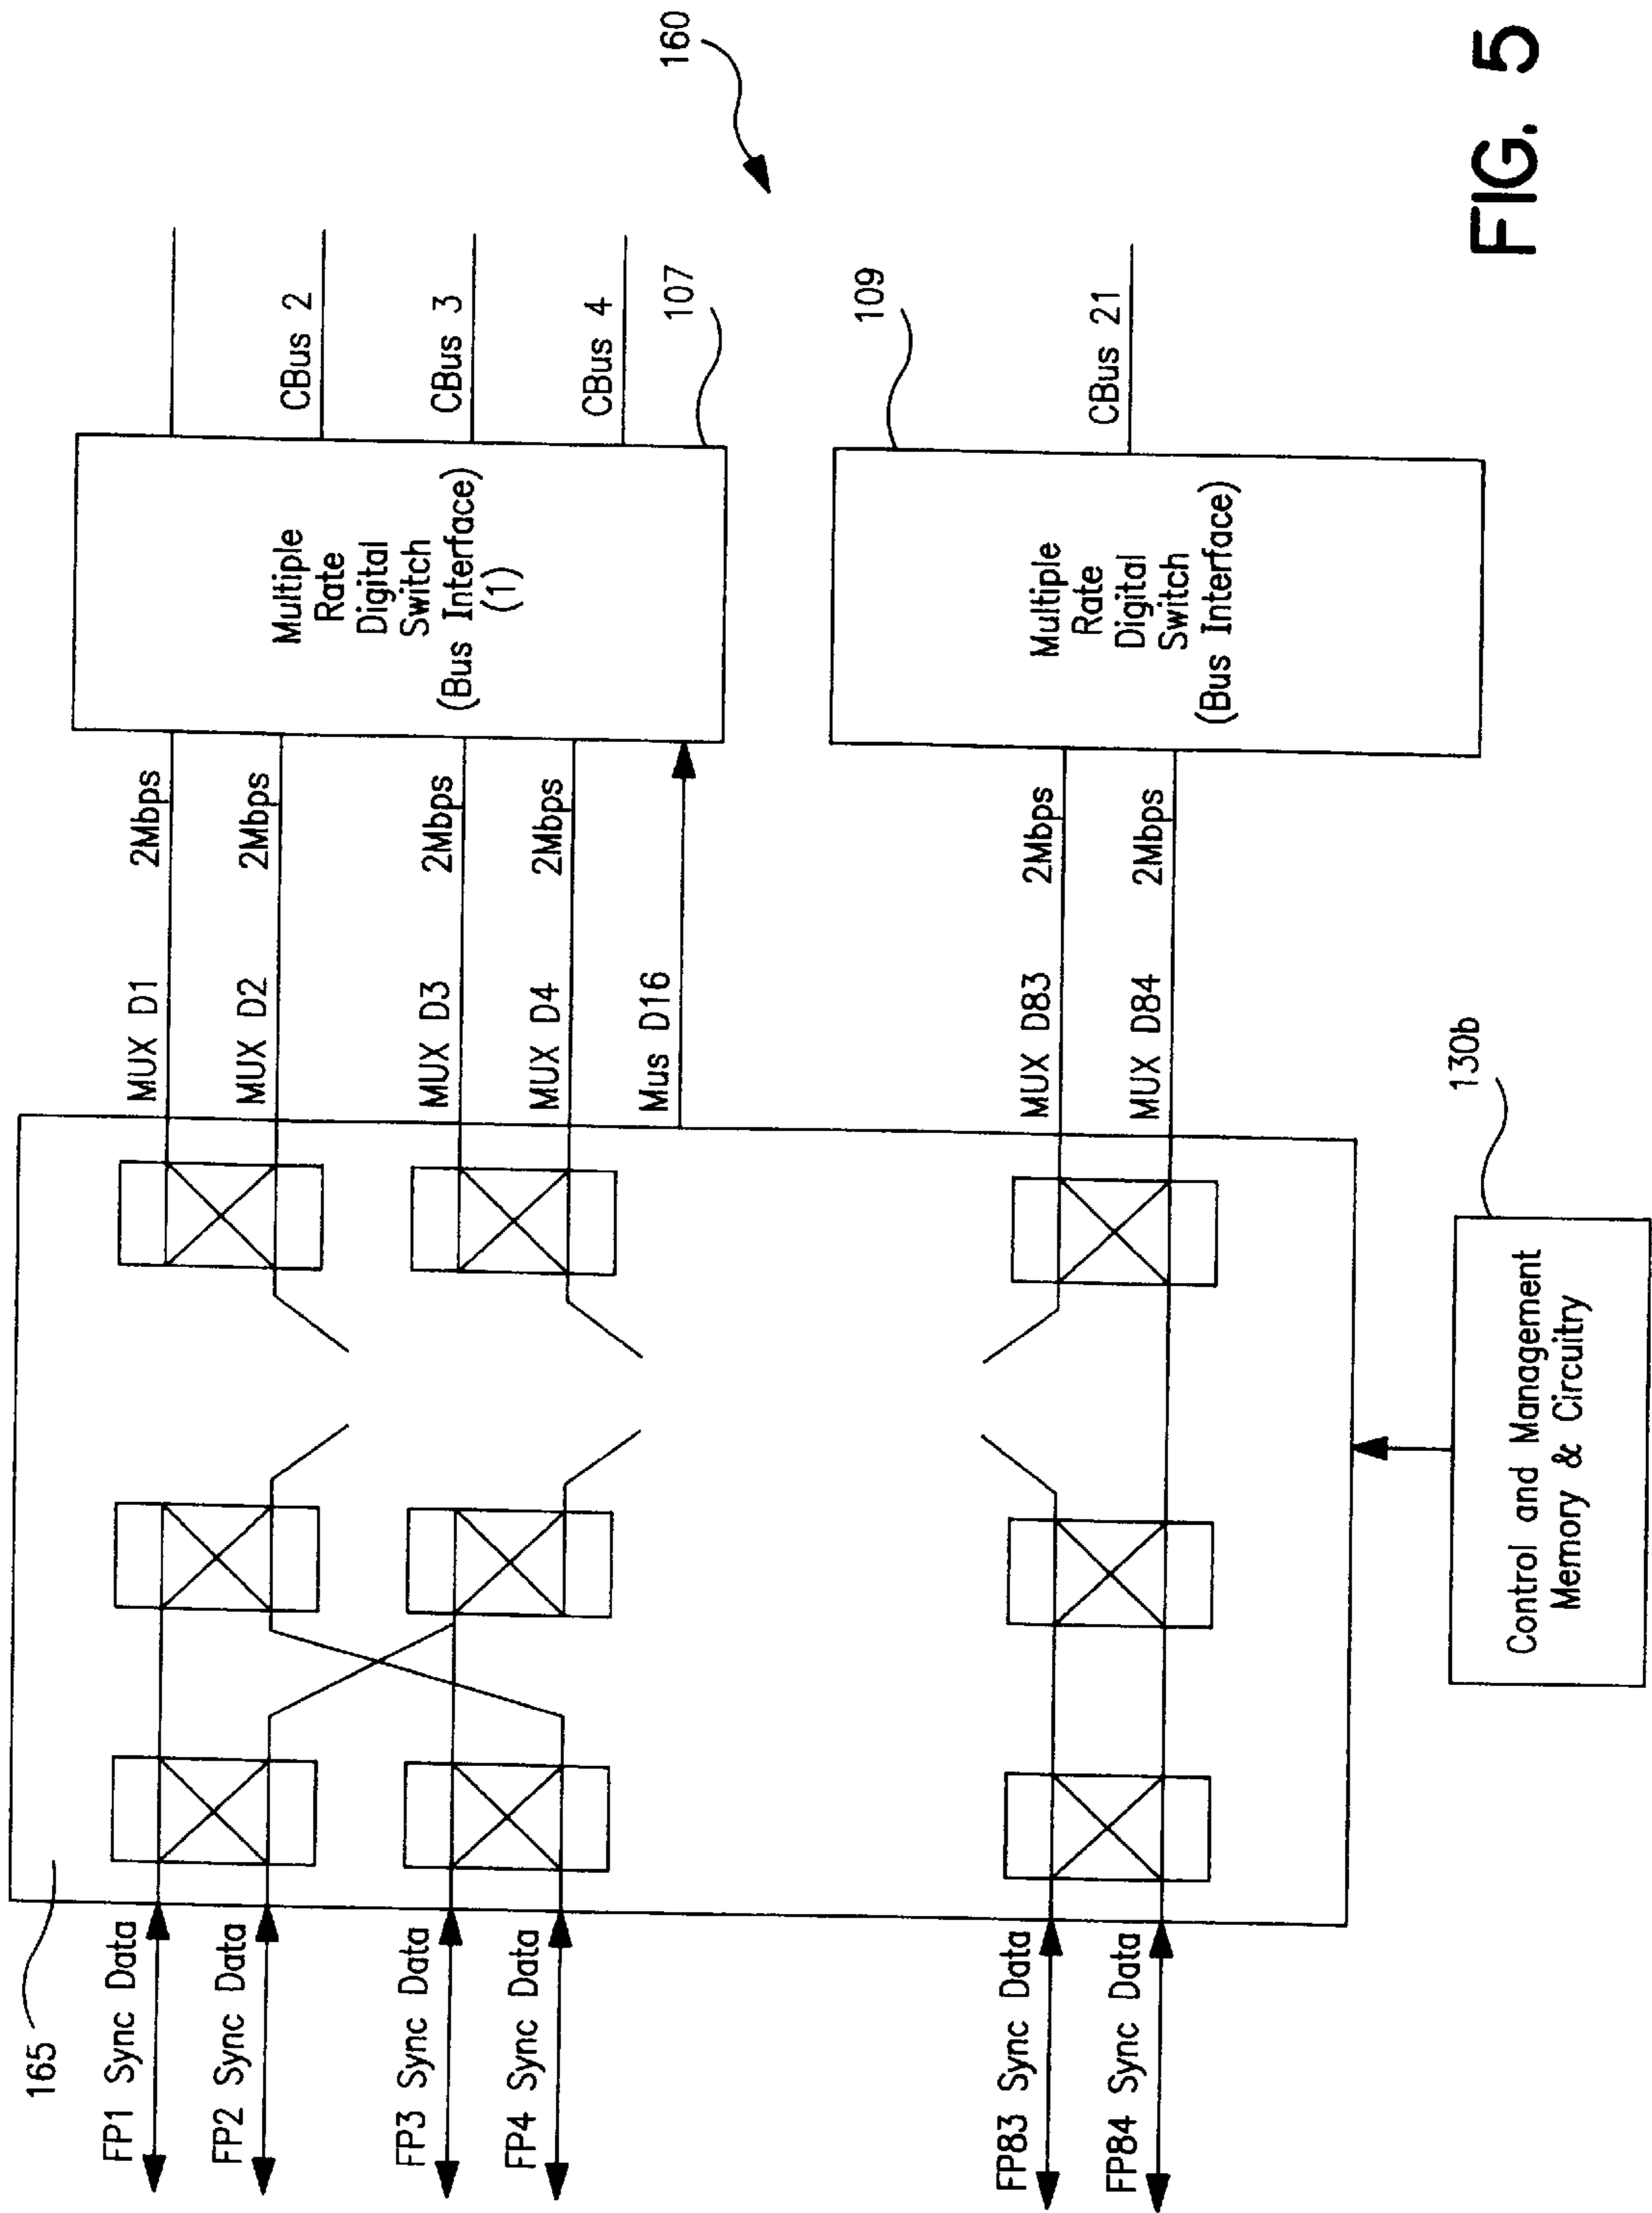 165
FP1 Sync Data
FP2 Sync Data
FP3 Sync Data
FP4 Sync Data
FP83 Sync Data
FP84 Sync Data
MUX D1
2Mbps
MUX D2
2Mbps
MUX D3
2Mbps
MUX D4
2Mbps
Mus D16
MUX D83
2Mbps
MUX D84
2Mbps
Multiple
Rate
Digital
Switch
(Bus Interface)
(1)
CBus 2
CBus 3
CBus 4
107
160
Multiple
Rate
Digital
Switch
(Bus Interface)
109
CBus 21
Control and Management
Memory & Circuitry
130b
FIG. 5